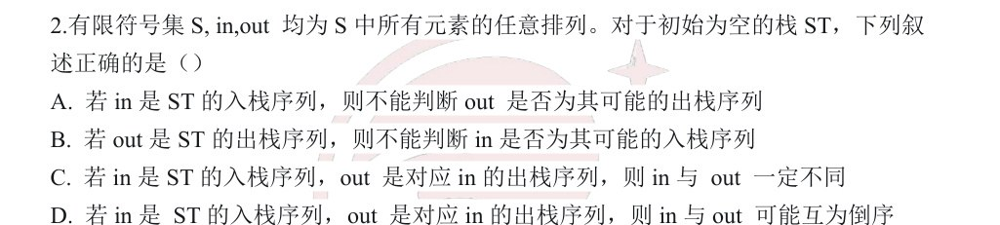 2.有限符号集 S, in,out 均为 S 中所有元素的任意排列。对于初始为空的栈 ST，下列叙
述正确的是（）
A. 若 in 是 ST 的入栈序列，则不能判断 out 是否为其可能的出栈序列
B. 若 out 是 ST 的出栈序列，则不能判断 in 是否为其可能的入栈序列
C. 若 in 是 ST 的入栈序列，out 是对应 in 的出栈序列，则 in 与 out 一定不同
D. 若 in 是 ST 的入栈序列，out 是对应 in 的出栈序列，则 in 与 out 可能互为倒序